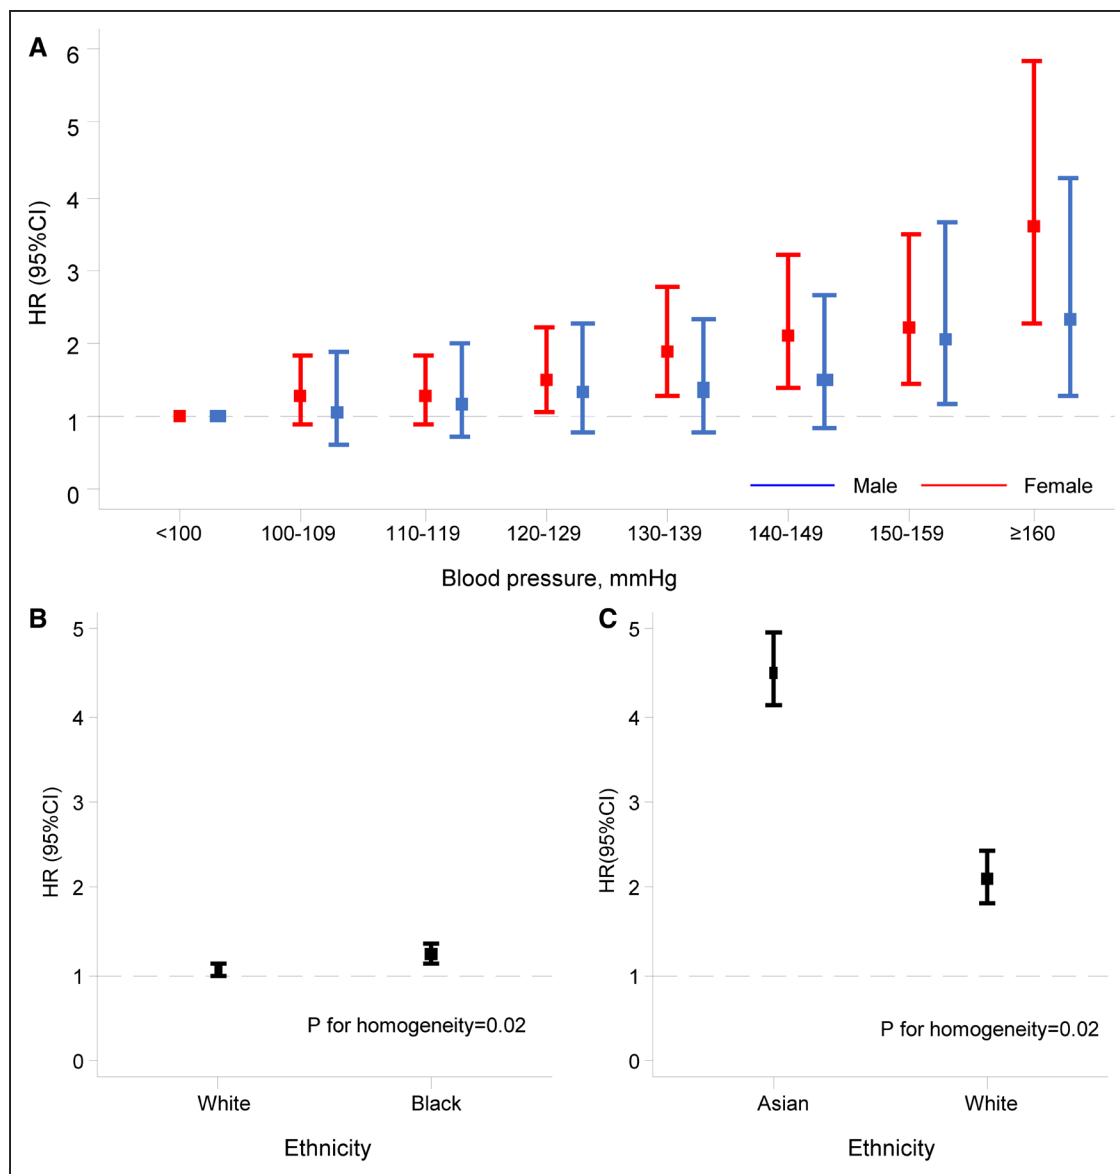 A
6
5
4
3
2
1
0
HR (95%CI)
Male Female
<100 100-109 110-119 120-129 130-139 140-149 150-159 ≥160
Blood pressure, mmHg
B
5
4
3
2
1
0
HR (95%CI)
P for homogeneity=0.02
White Black
Ethnicity
C
5
4
3
2
1
0
HR(95%CI)
P for homogeneity=0.02
Asian White
Ethnicity